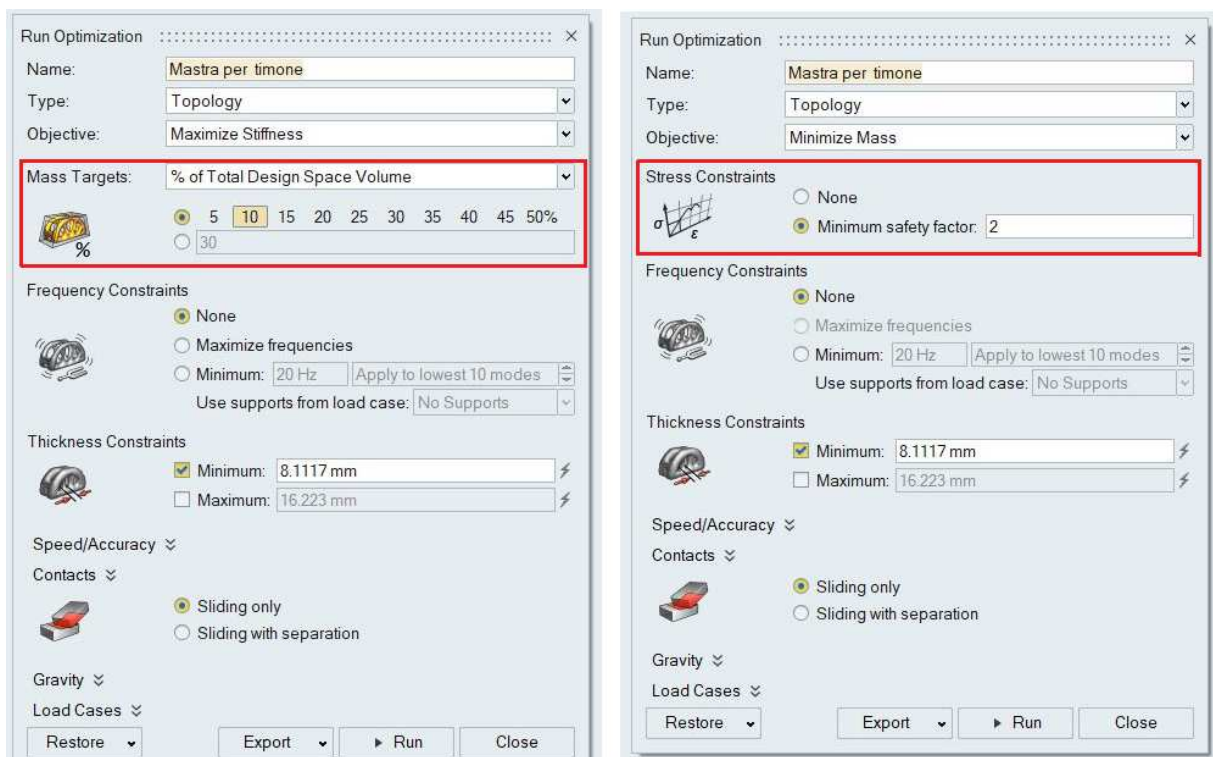 Run Optimization
Name: Mastra per timone
Type: Topology
Objective: Maximize Stiffness
Mass Targets: % of Total Design Space Volume
5 10 15 20 25 30 35 40 45 50%
%
30
Frequency Constraints
None
Maximize frequencies
Minimum: 20 Hz Apply to lowest 10 modes
Use supports from load case: No Supports
Thickness Constraints
Minimum: 8.1117 mm
Maximum: 16.223 mm
Speed/Accuracy
Contacts
Sliding only
Sliding with separation
Gravity
Load Cases
Restore Export Run Close
Run Optimization
Name: Mastra per timone
Type: Topology
Objective: Minimize Mass
Stress Constraints
None
σ ε
Minimum safety factor: 2
Frequency Constraints
None
Maximize frequencies
Minimum: 20 Hz Apply to lowest 10 modes
Use supports from load case: No Supports
Thickness Constraints
Minimum: 8.1117 mm
Maximum: 16.223 mm
Speed/Accuracy
Contacts
Sliding only
Sliding with separation
Gravity
Load Cases
Restore Export Run Close